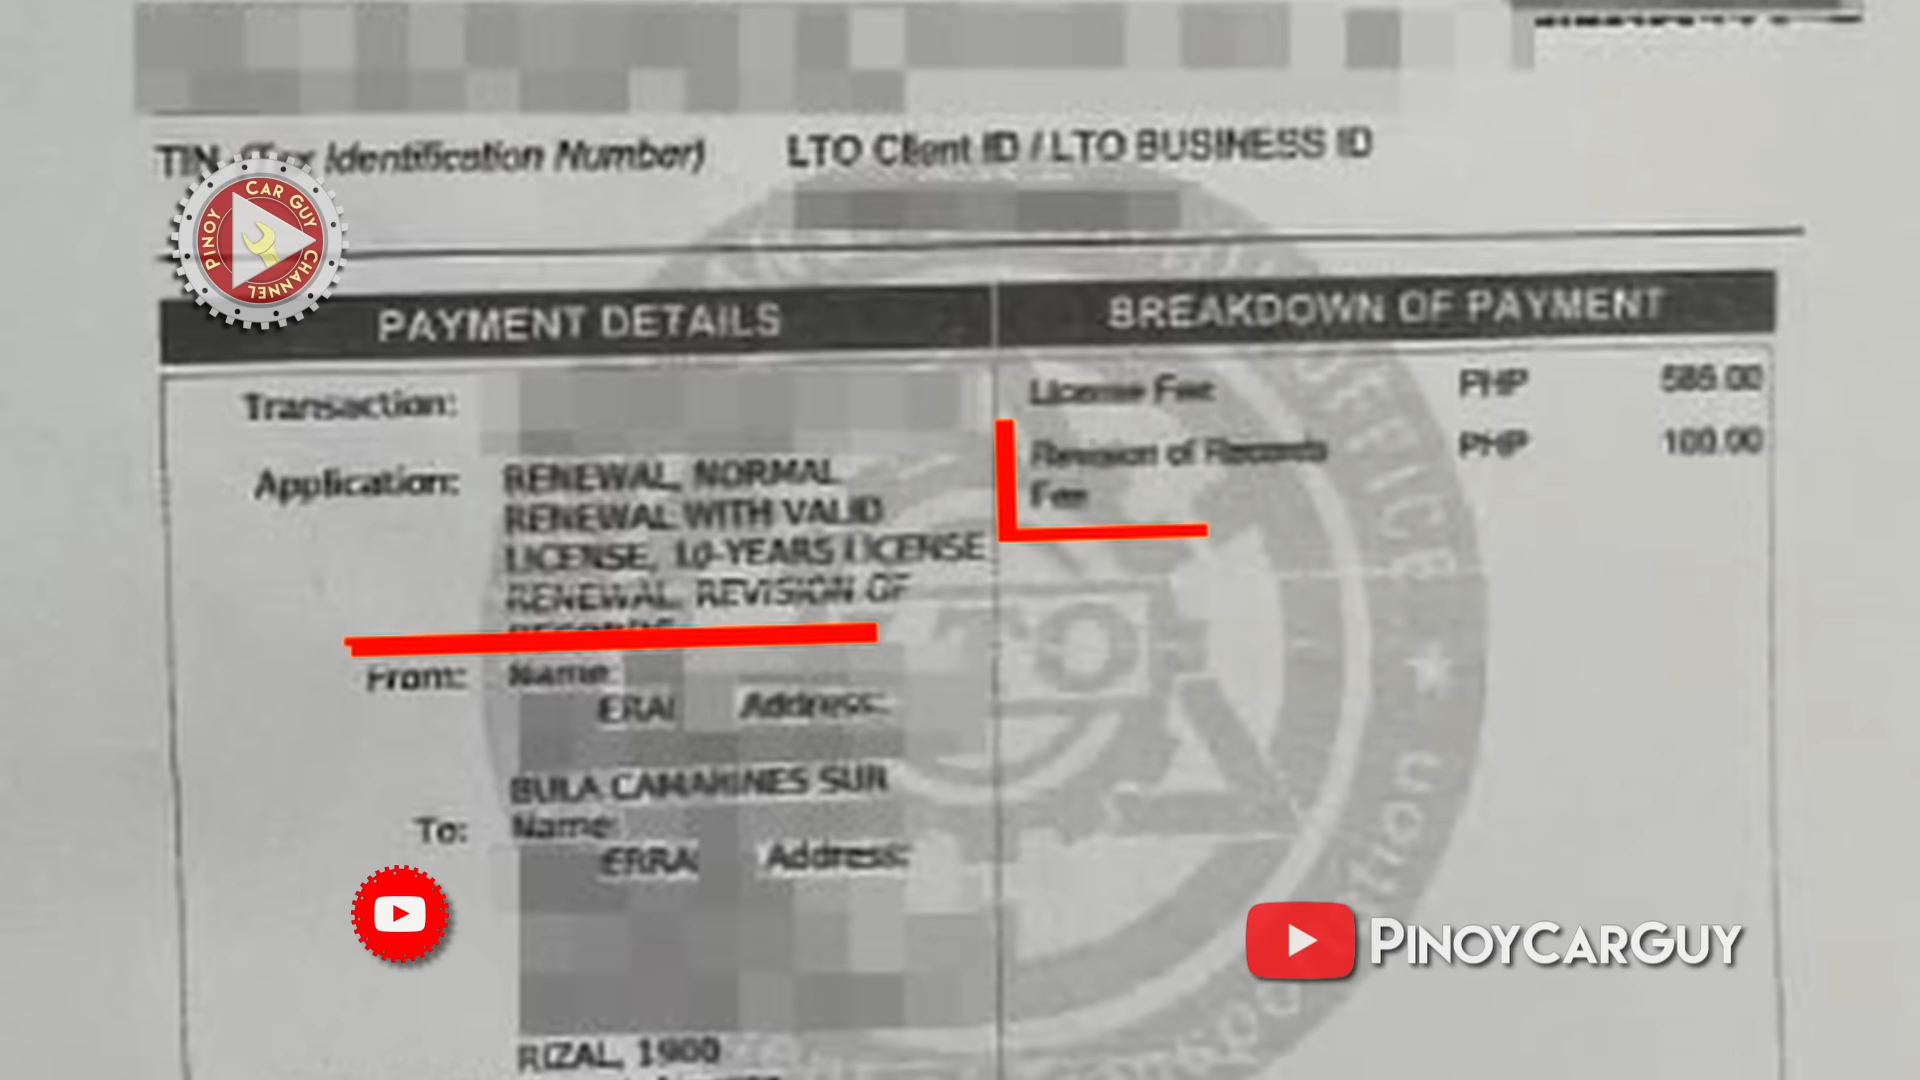 TIN (Tax Identification Number) LTO Client ID / LTO BUSINESS ID
PINOY CAR GUY CHANNEL
PAYMENT DETAILS BREAKDOWN OF PAYMENT
Transaction:
License Fee PHP 585.00
Revision of Records PHP 100.00
Fee
Application: RENEWAL, NORMAL
RENEWAL WITH VALID
LICENSE, 10-YEARS LICENSE
RENEWAL, REVISION OF
RECORDS
From: Name:
ERA Address:
BULA CAMARINES SUR
To: Name:
ERRA Address:
RIZAL, 1900
LTO
PINOYCARGUY